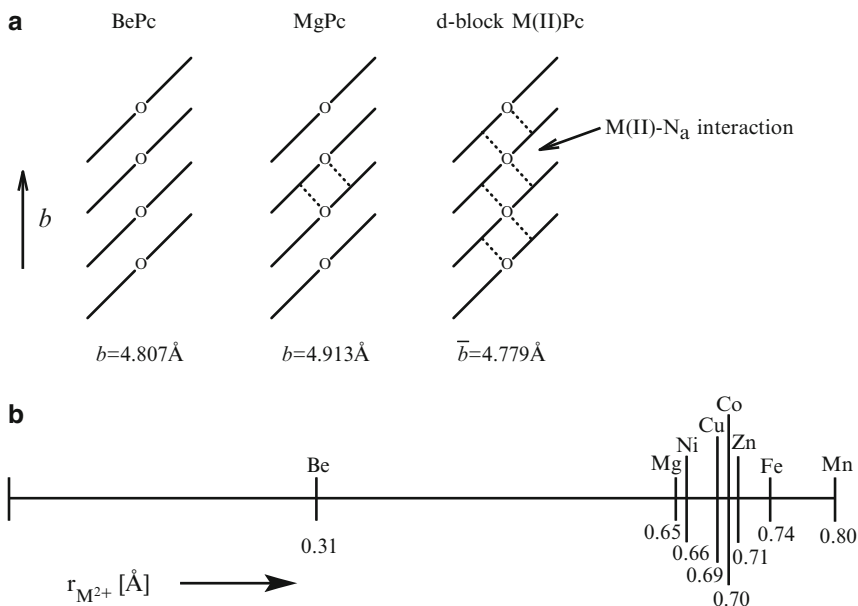 a
BePc
MgPc
d-block M(II)Pc
O
O
O
O
O
O
O
O
O
O
O
O
M(II)-Na interaction
b
b=4.807Å
b=4.913Å
b̅=4.779Å
b
Be
Mg
Ni
Cu
Co
Zn
Fe
Mn
0.31
0.65
0.66
0.69
0.70
0.71
0.74
0.80
rM2+ [Å]